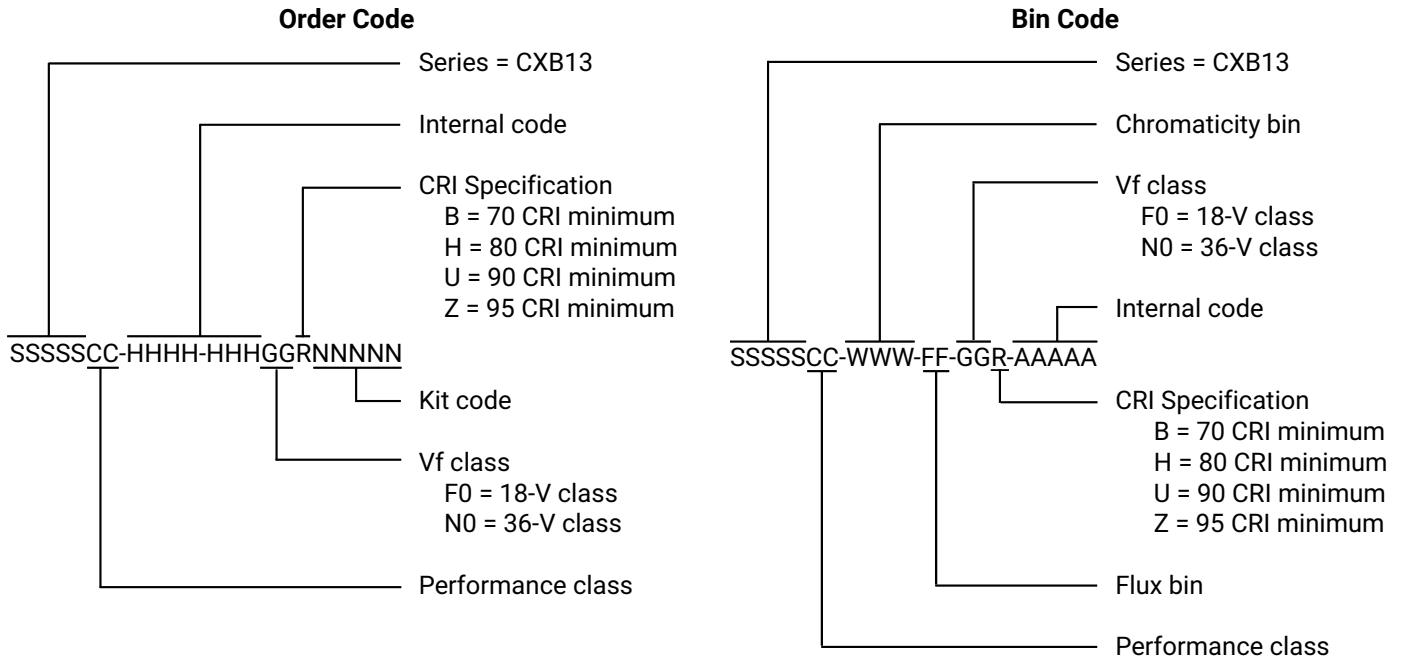 Order Code
Series = CXB13
Internal code
CRI Specification
B = 70 CRI minimum
H = 80 CRI minimum
U = 90 CRI minimum
Z = 95 CRI minimum
SSSSSCC-HHHH-HHHGGRNNNNN
Kit code
Vf class
F0 = 18-V class
N0 = 36-V class
Performance class
Bin Code
Series = CXB13
Chromaticity bin
Vf class
F0 = 18-V class
N0 = 36-V class
Internal code
SSSSSCC-WWW-FF-GGR-AAAAA
CRI Specification
B = 70 CRI minimum
H = 80 CRI minimum
U = 90 CRI minimum
Z = 95 CRI minimum
Flux bin
Performance class